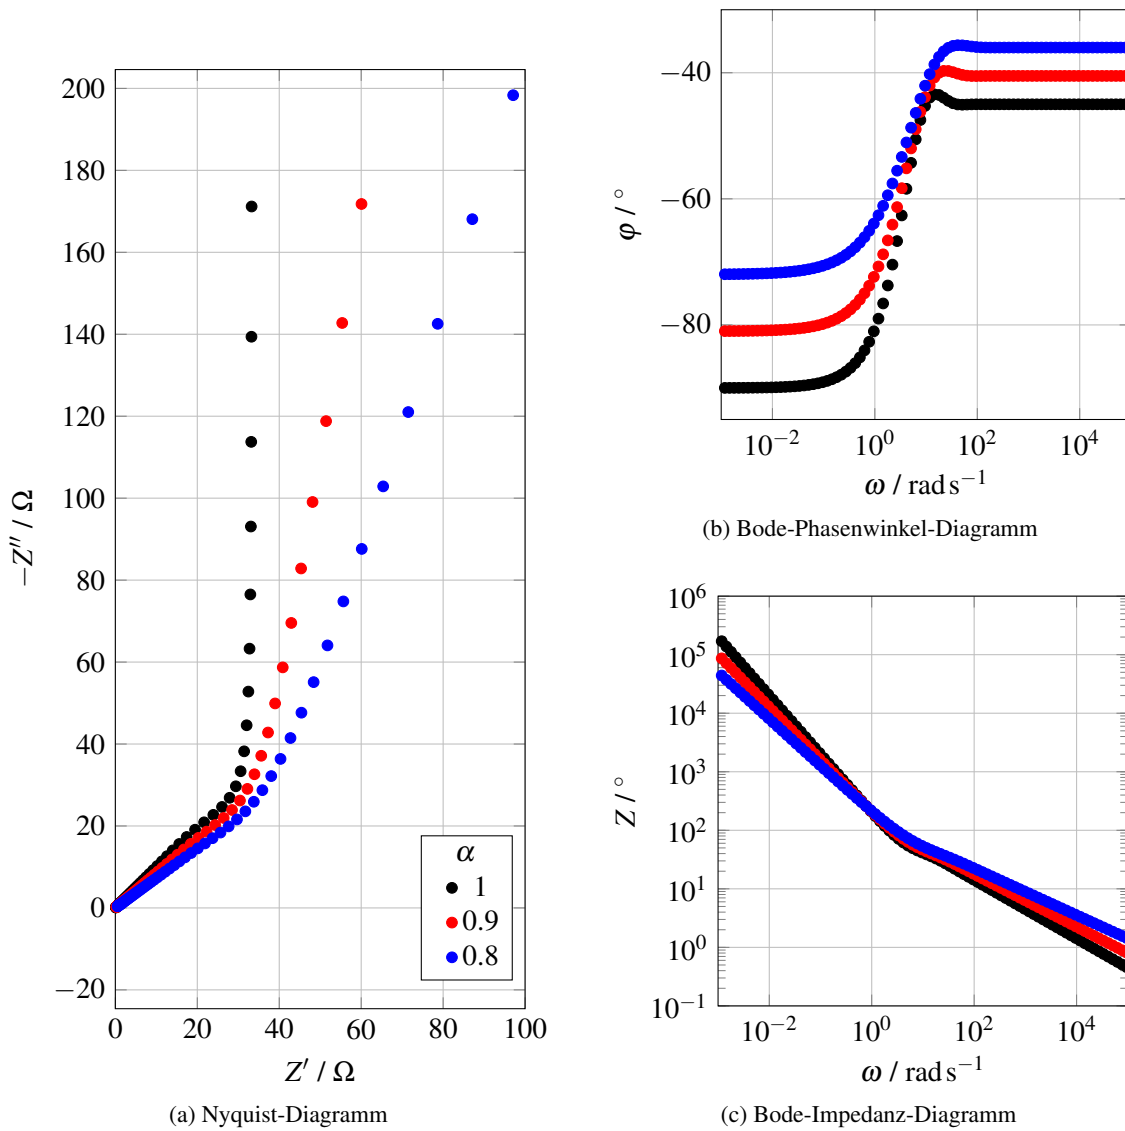 200
180
160
140
120
100
80
60
40
20
0
−20
−Z″ / Ω
0 20 40 60 80 100
Z′ / Ω
α
1
0.9
0.8
(a) Nyquist-Diagramm
−40
−60
−80
φ / °
10⁻² 10⁰ 10² 10⁴
ω / rad s⁻¹
(b) Bode-Phasenwinkel-Diagramm
10⁶
10⁵
10⁴
10³
10²
10¹
10⁰
10⁻¹
Z / °
10⁻² 10⁰ 10² 10⁴
ω / rad s⁻¹
(c) Bode-Impedanz-Diagramm